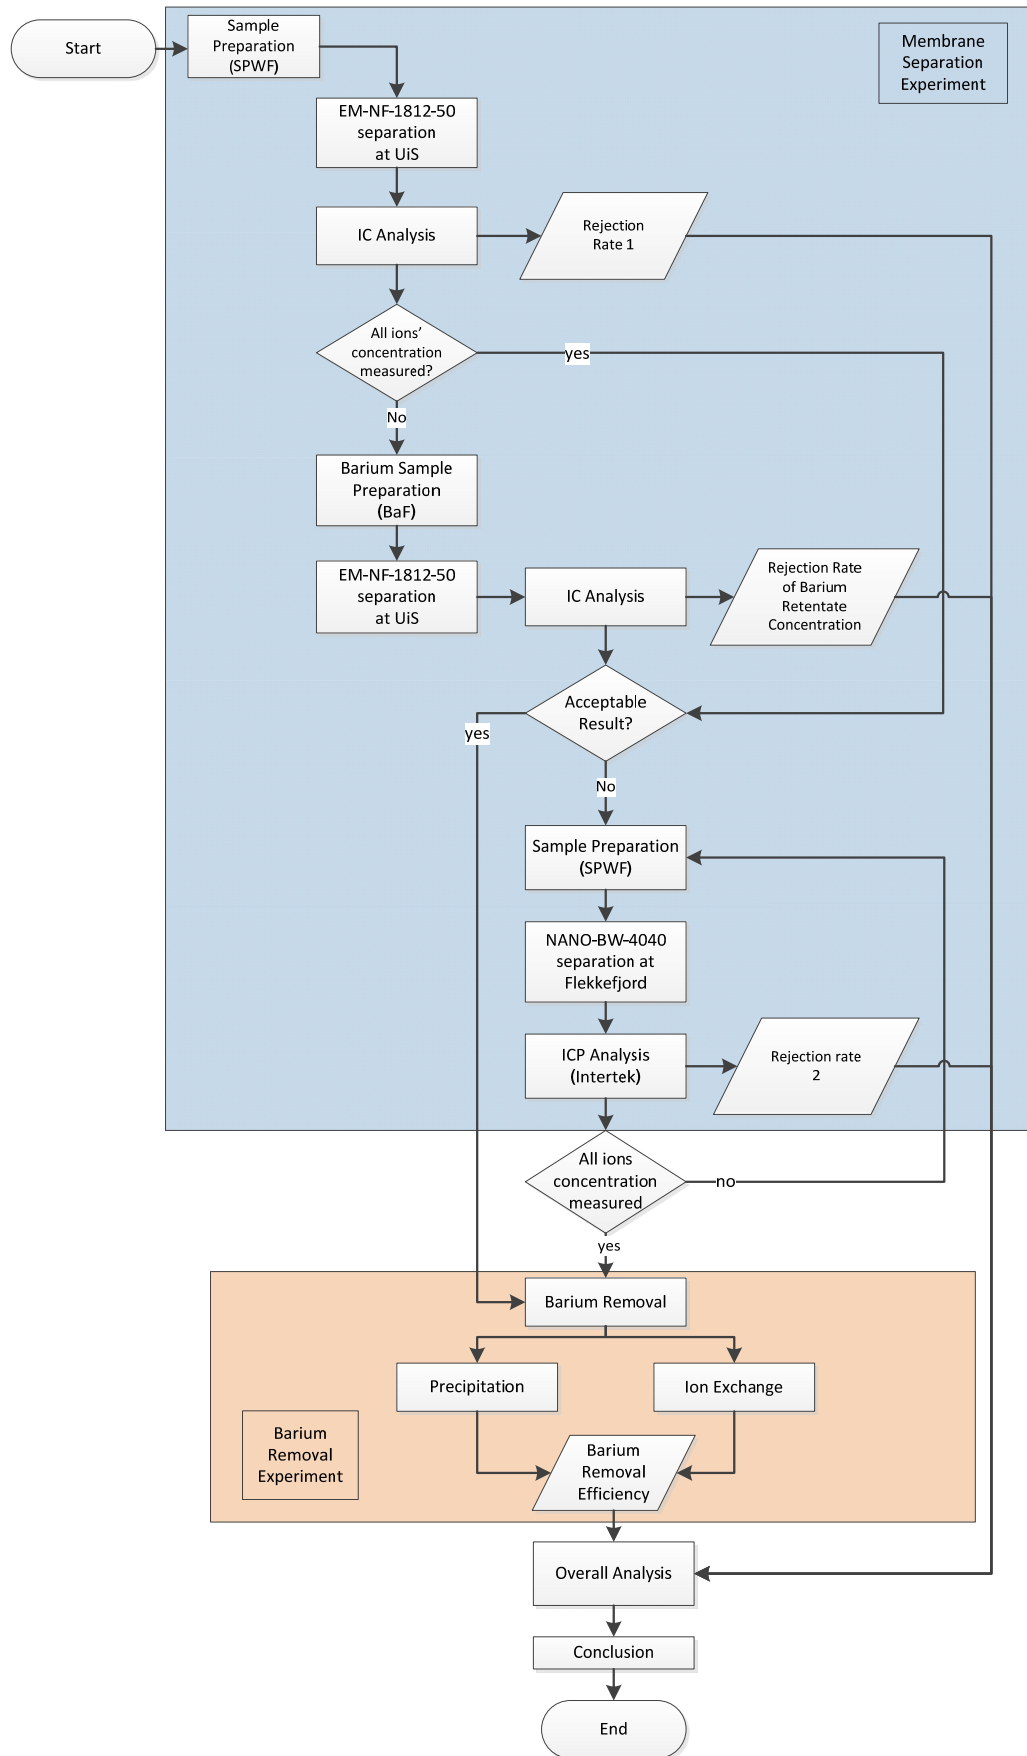 Start
Sample
Preparation
(SPWF)
Membrane
Separation
Experiment
EM-NF-1812-50
separation
at UiS
IC Analysis
Rejection
Rate 1
All ions’
concentration
measured?
yes
No
Barium Sample
Preparation
(BaF)
EM-NF-1812-50
separation
at UiS
IC Analysis
Rejection Rate
of Barium
Retentate
Concentration
Acceptable
Result?
yes
No
Sample Preparation
(SPWF)
NANO-BW-4040
separation at
Flekkefjord
ICP Analysis
(Intertek)
Rejection rate
2
All ions
concentration
measured
no
yes
Barium Removal
Precipitation
Ion Exchange
Barium
Removal
Experiment
Barium
Removal
Efficiency
Overall Analysis
Conclusion
End